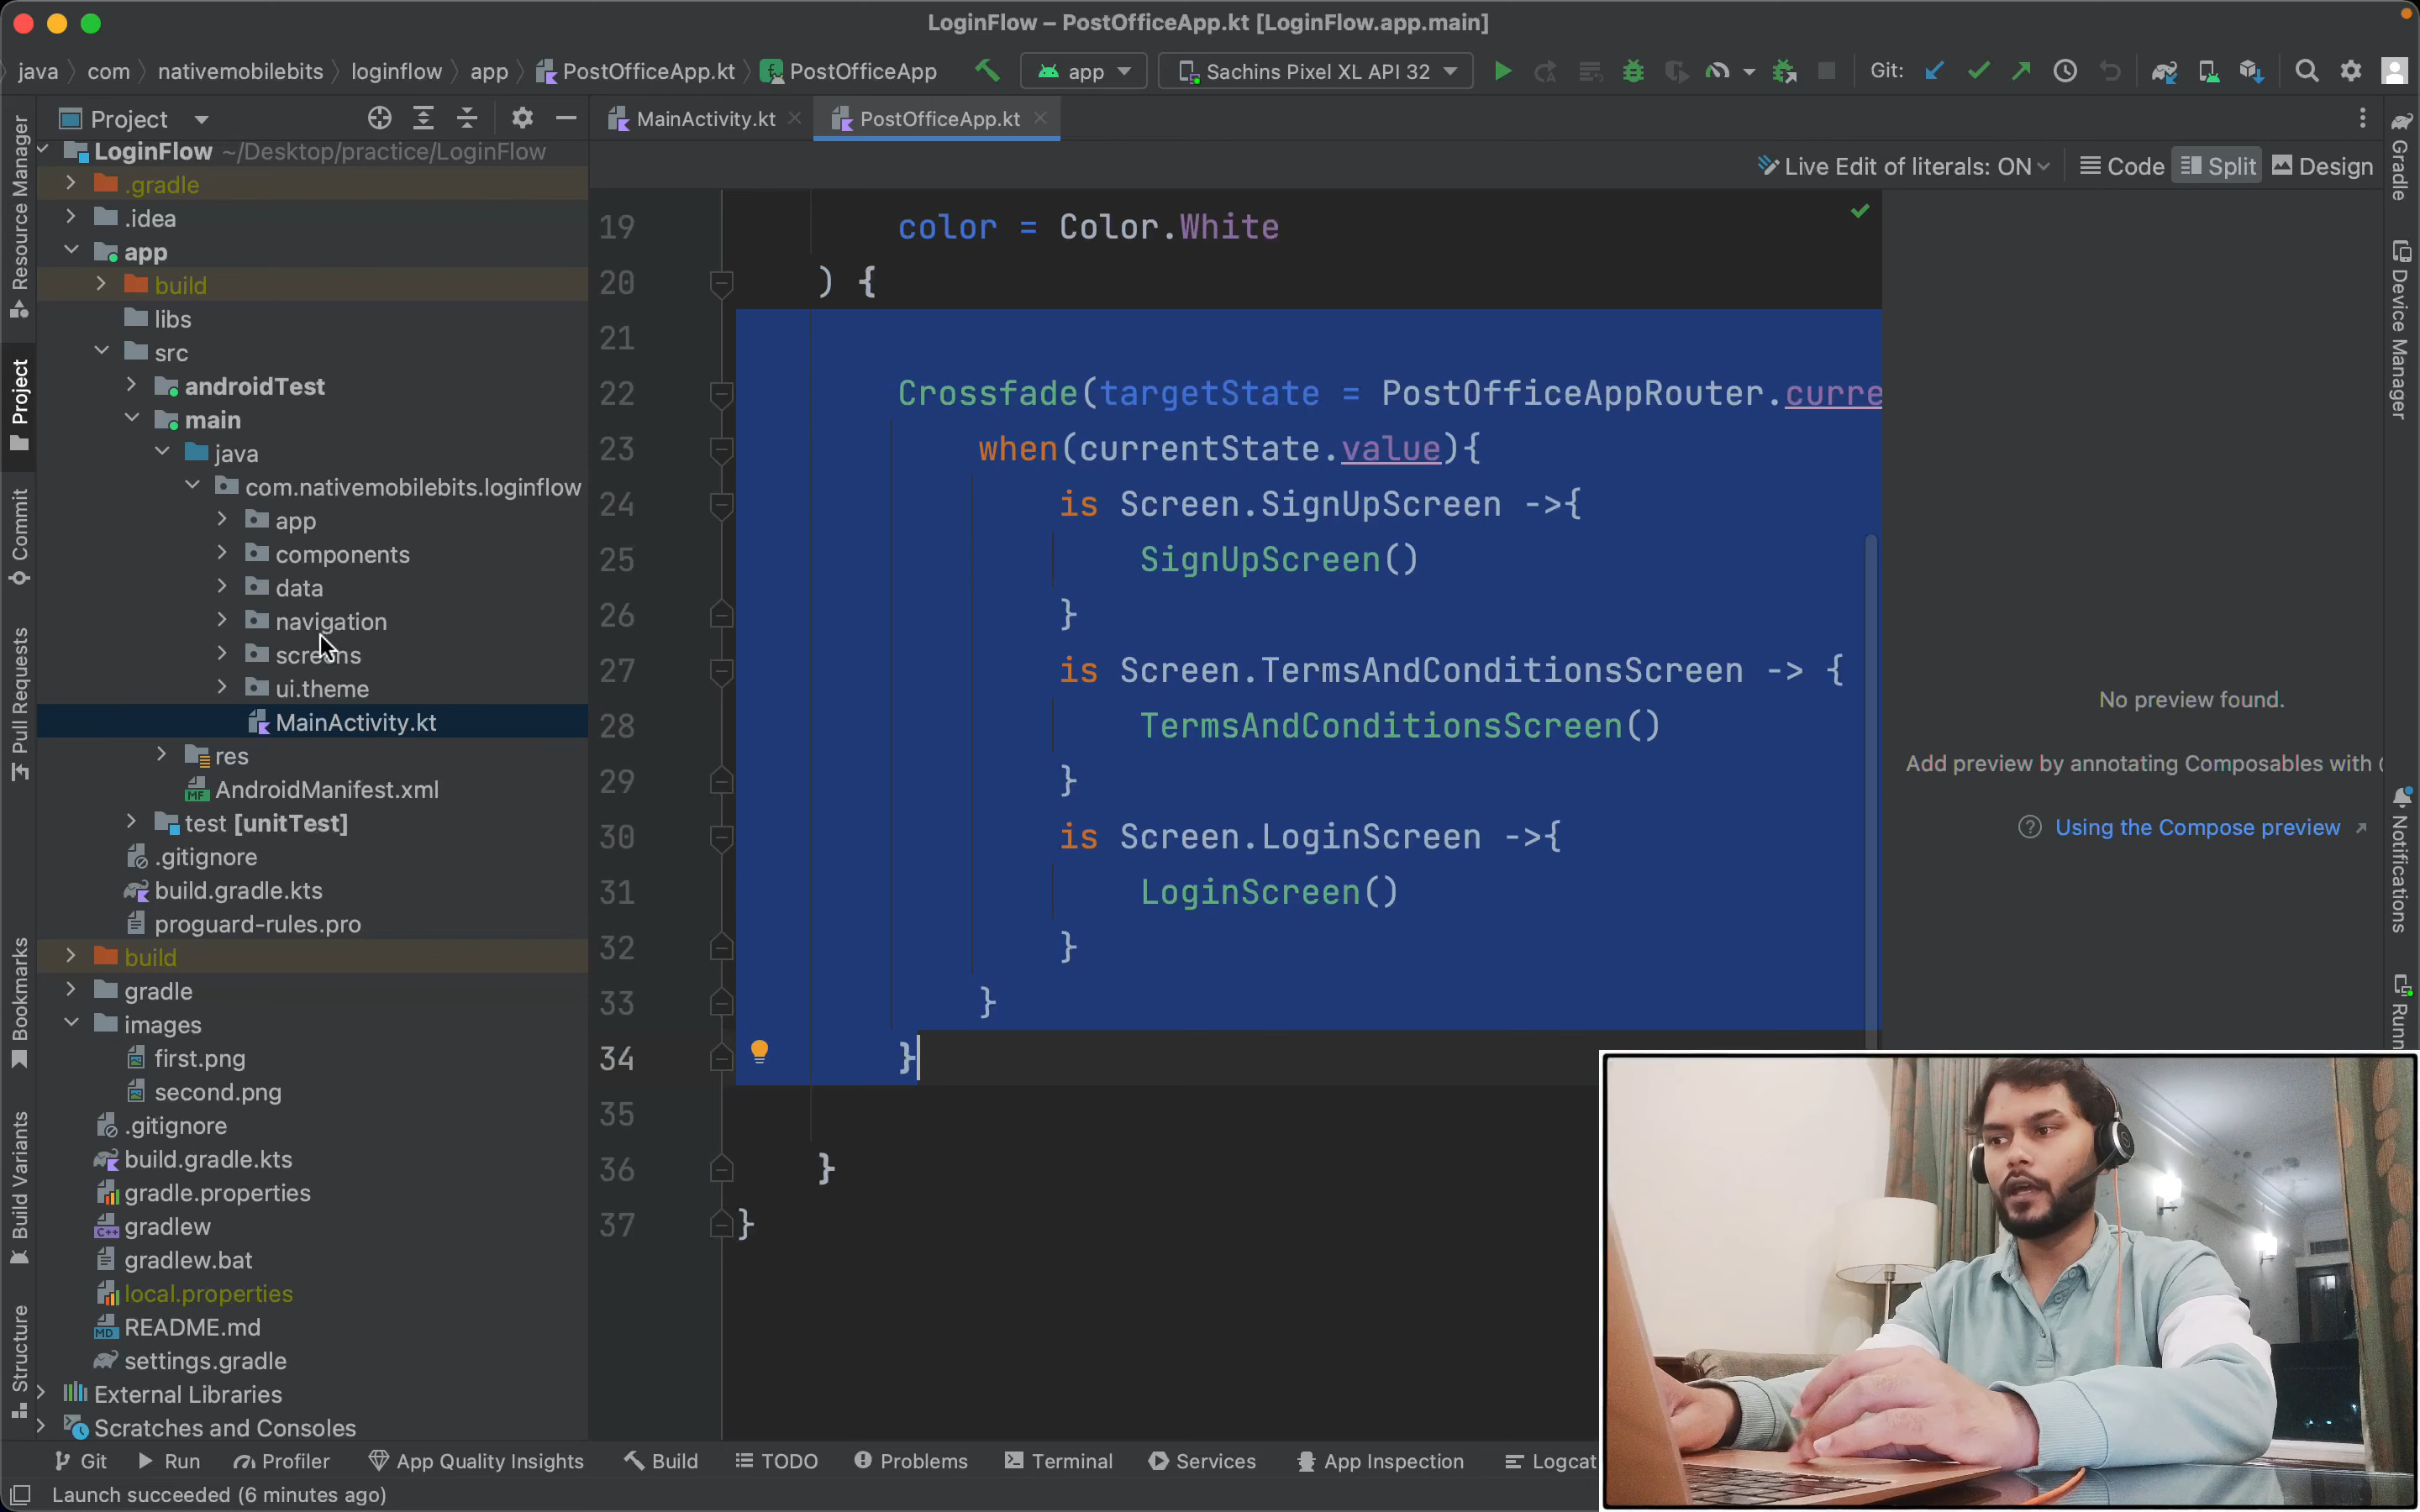 LoginFlow – PostOfficeApp.kt [LoginFlow.app.main]
java com nativemobilebits loginflow app PostOfficeApp.kt PostOfficeApp app Sachins Pixel XL API 32 Git:
Project
MainActivity.kt PostOfficeApp.kt
Live Edit of literals: ON Code Split Design
LoginFlow ~/Desktop/practice/LoginFlow
.gradle
.idea
app
build
libs
src
androidTest
main
java
com.nativemobilebits.loginflow
app
components
data
navigation
screens
ui.theme
MainActivity.kt
res
AndroidManifest.xml
test [unitTest]
.gitignore
build.gradle.kts
proguard-rules.pro
build
gradle
images
first.png
second.png
.gitignore
build.gradle.kts
gradle.properties
gradlew
gradlew.bat
local.properties
README.md
settings.gradle
External Libraries
Scratches and Consoles
19 color = Color.White
20 ) {
21
22 Crossfade(targetState = PostOfficeAppRouter.curre
23 when(currentState.value){
24 is Screen.SignUpScreen ->{
25 SignUpScreen()
26 }
27 is Screen.TermsAndConditionsScreen -> {
28 TermsAndConditionsScreen()
29 }
30 is Screen.LoginScreen ->{
31 LoginScreen()
32 }
33 }
34 }
35
36 }
37 }
No preview found.
Add preview by annotating Composables with (
Using the Compose preview
Resource Manager
Project
Commit
Pull Requests
Bookmarks
Build Variants
Structure
Gradle
Device Manager
Notifications
Runn
Git Run Profiler App Quality Insights Build TODO Problems Terminal Services App Inspection Logcat
Launch succeeded (6 minutes ago)